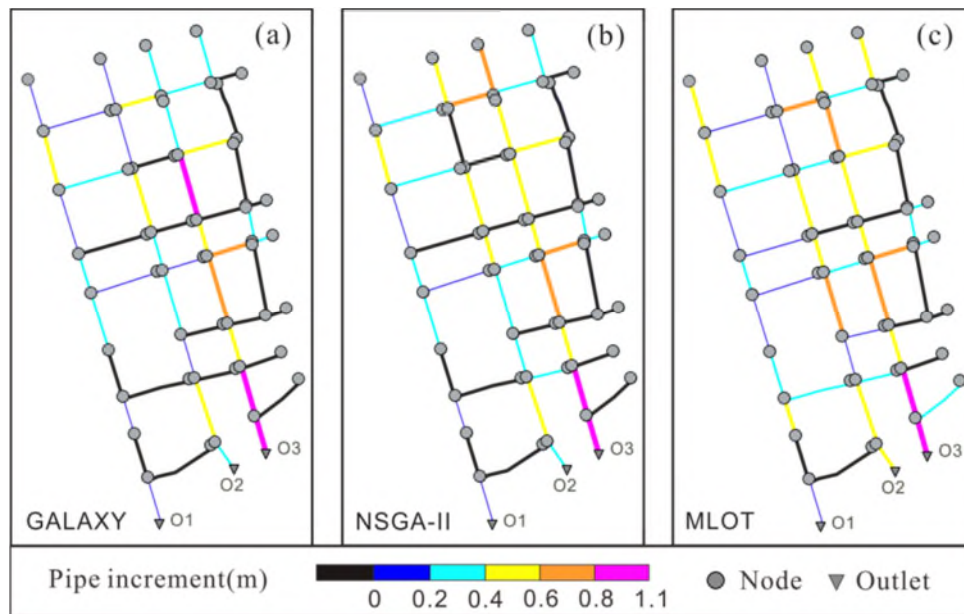 (a) (b) (c)
O3 O3 O3
O2 O2 O2
GALAXY O1 NSGA-II O1 MLOT O1
Pipe increment(m) Node Outlet
0 0.2 0.4 0.6 0.8 1.1